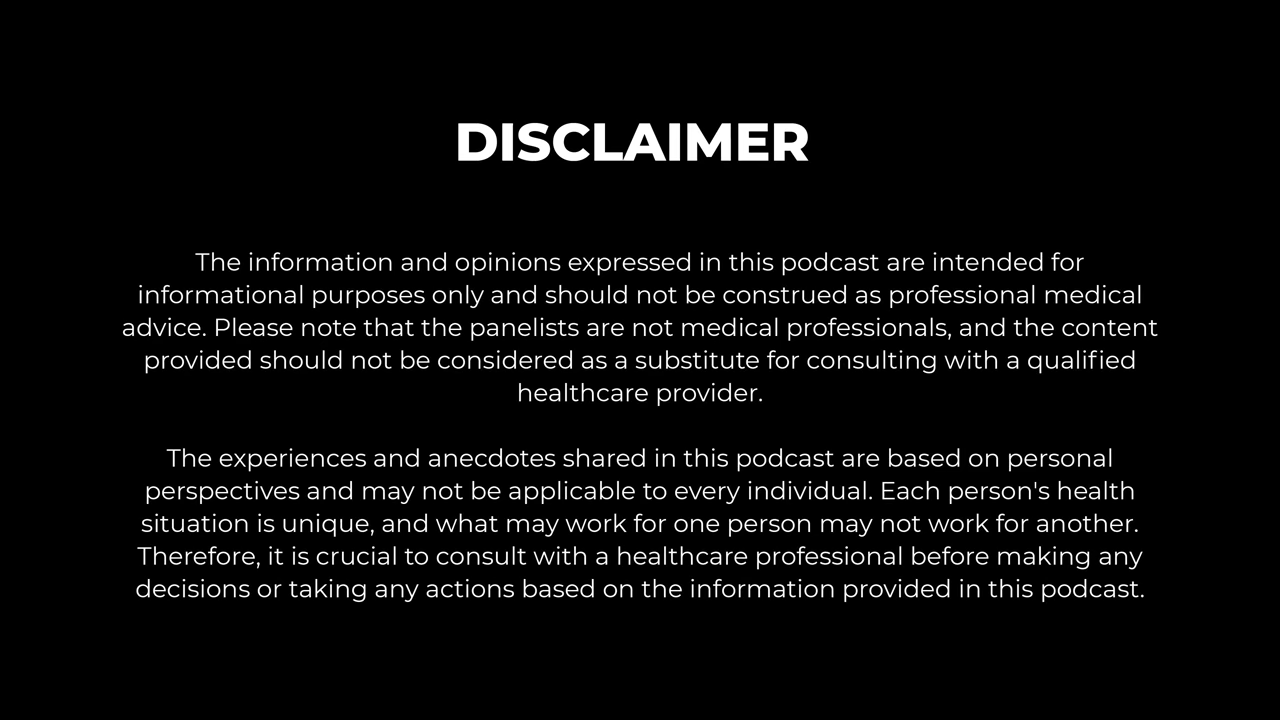 DISCLAIMER
The information and opinions expressed in this podcast are intended for
informational purposes only and should not be construed as professional medical
advice. Please note that the panelists are not medical professionals, and the content
provided should not be considered as a substitute for consulting with a qualified
healthcare provider.
The experiences and anecdotes shared in this podcast are based on personal
perspectives and may not be applicable to every individual. Each person's health
situation is unique, and what may work for one person may not work for another.
Therefore, it is crucial to consult with a healthcare professional before making any
decisions or taking any actions based on the information provided in this podcast.